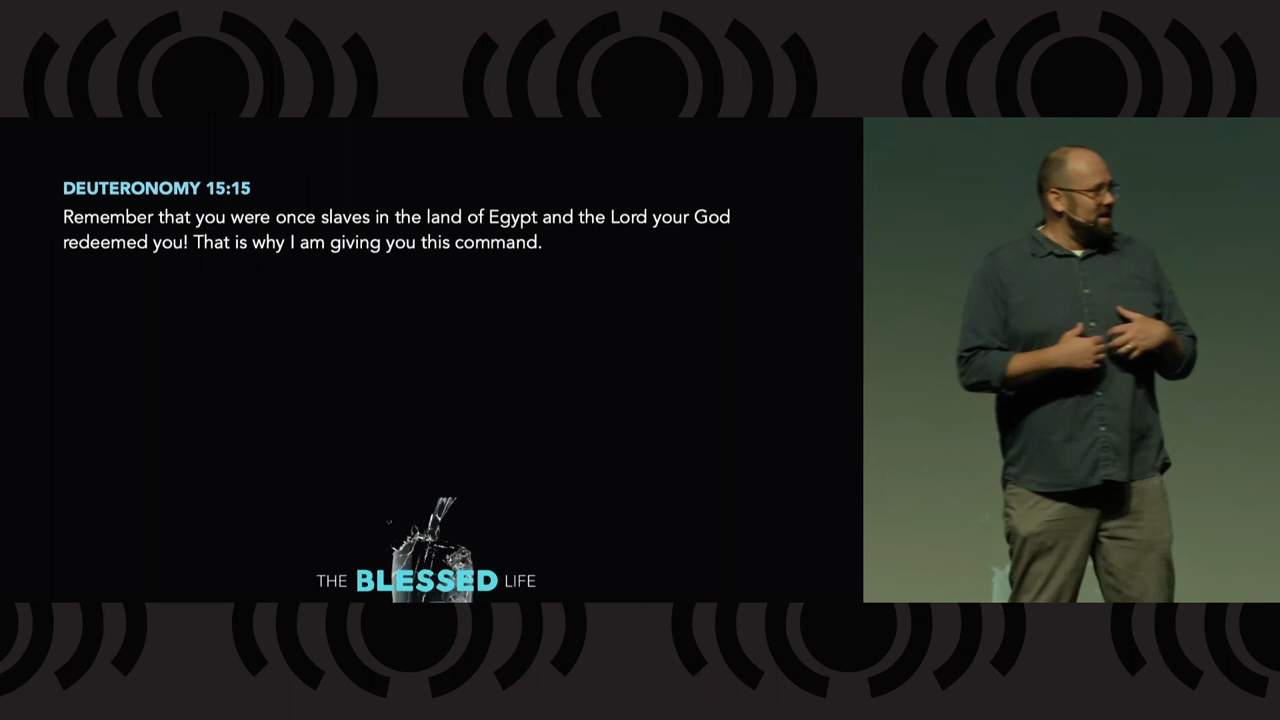 DEUTERONOMY 15:15
Remember that you were once slaves in the land of Egypt and the Lord your God
redeemed you! That is why I am giving you this command.
THE BLESSED LIFE